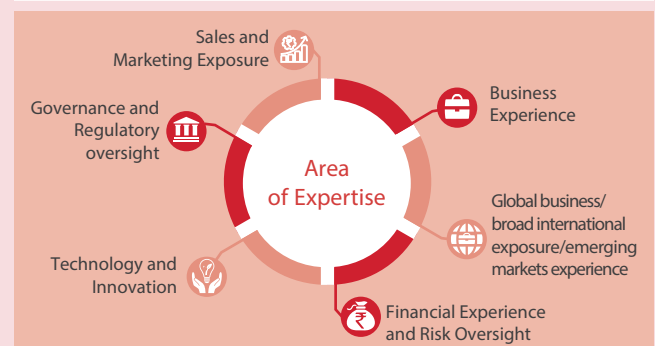 Sales and
Marketing Exposure
Business
Experience
Governance and
Regulatory
oversight
Area
of Expertise
Global business/
broad international
exposure/emerging
markets experience
Technology and
Innovation
₹
Financial Experience
and Risk Oversight